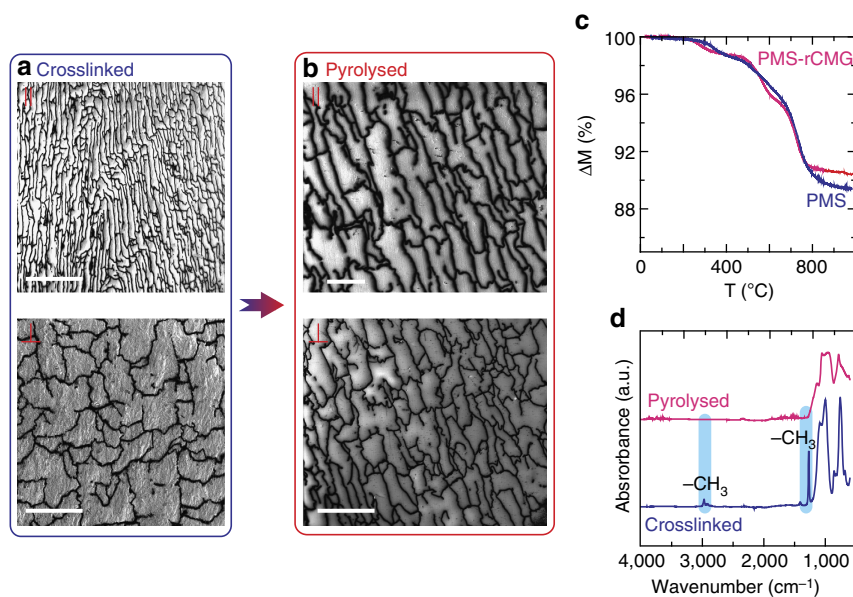 a Crosslinked
||
⊥
b Pyrolysed
||
⊥
c
100
96
92
88
ΔM (%)
PMS-rCMG
PMS
0 400 800
T (°C)
d
Absrorbance (a.u.)
Pyrolysed
–CH3
–CH3
Crosslinked
4,000 3,000 2,000 1,000
Wavenumber (cm–1)